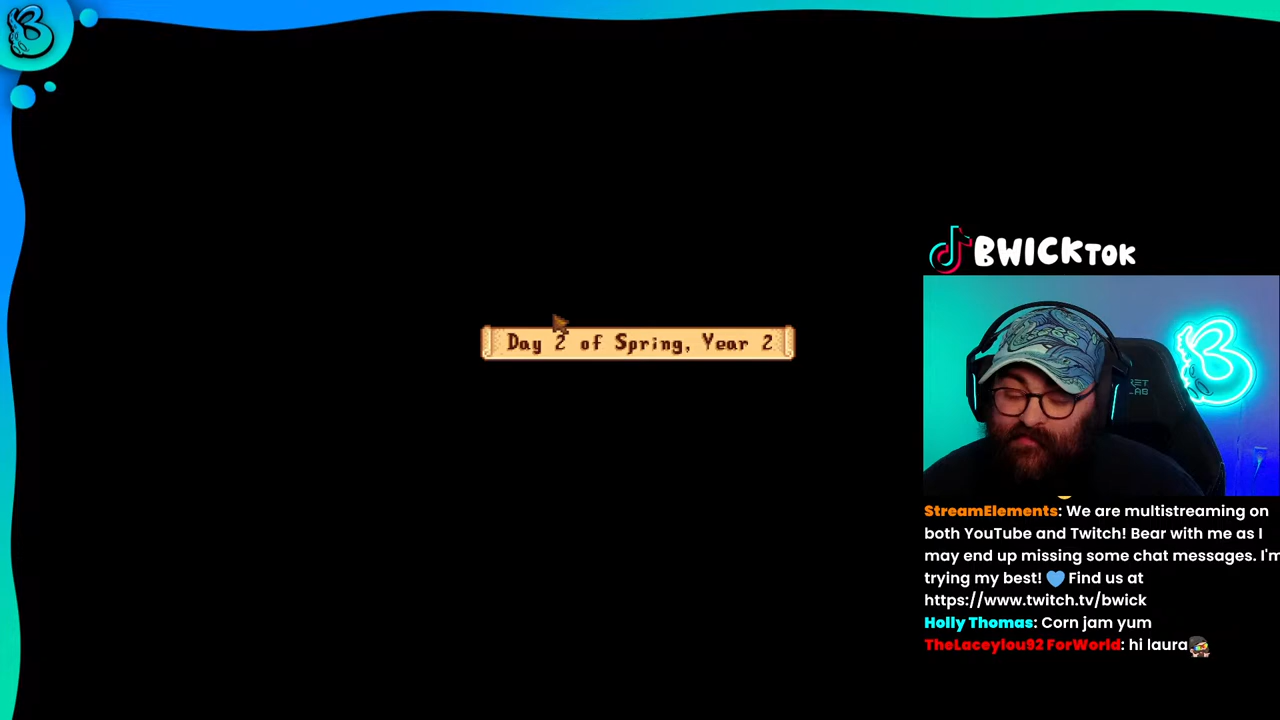 B
BWICKTOK
Day 2 of Spring, Year 2
B
StreamElements: We are multistreaming on
both YouTube and Twitch! Bear with me as I
may end up missing some chat messages. I'm
trying my best! 💙 Find us at
https://www.twitch.tv/bwick
Holly Thomas: Corn jam yum
TheLaceylou92 ForWorld: hi laura